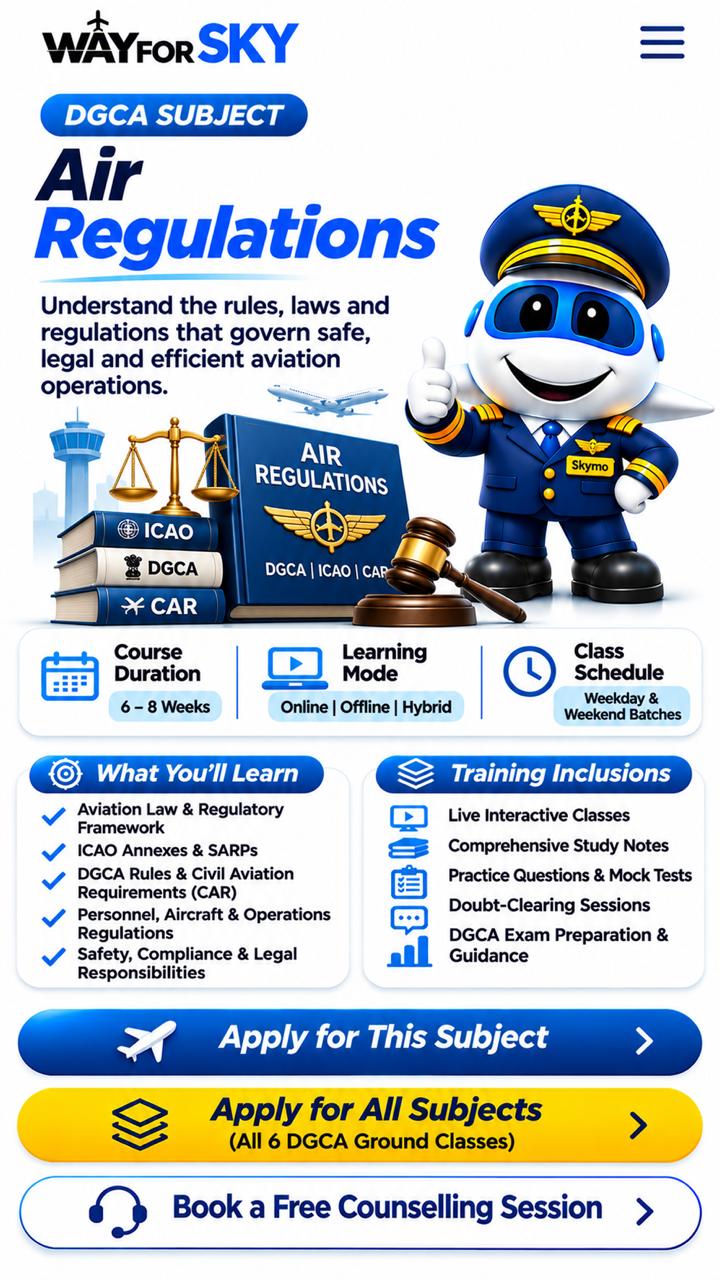 WAY FOR SKY
DGCA SUBJECT
Air
Regulations
Understand the rules, laws and
regulations that govern safe,
legal and efficient aviation
operations.
AIR
REGULATIONS
DGCA | ICAO | CAR
ICAO
DGCA
CAR
Skymo
Course
Duration
6 – 8 Weeks
Learning
Mode
Online | Offline | Hybrid
Class
Schedule
Weekday &
Weekend Batches
What You'll Learn
Aviation Law & Regulatory
Framework
ICAO Annexes & SARPs
DGCA Rules & Civil Aviation
Requirements (CAR)
Personnel, Aircraft & Operations
Regulations
Safety, Compliance & Legal
Responsibilities
Training Inclusions
Live Interactive Classes
Comprehensive Study Notes
Practice Questions & Mock Tests
Doubt-Clearing Sessions
DGCA Exam Preparation &
Guidance
Apply for This Subject
Apply for All Subjects
(All 6 DGCA Ground Classes)
Book a Free Counselling Session